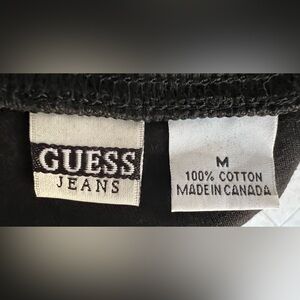 GUESS
JEANS
M
100% COTTON
MADE IN CANADA